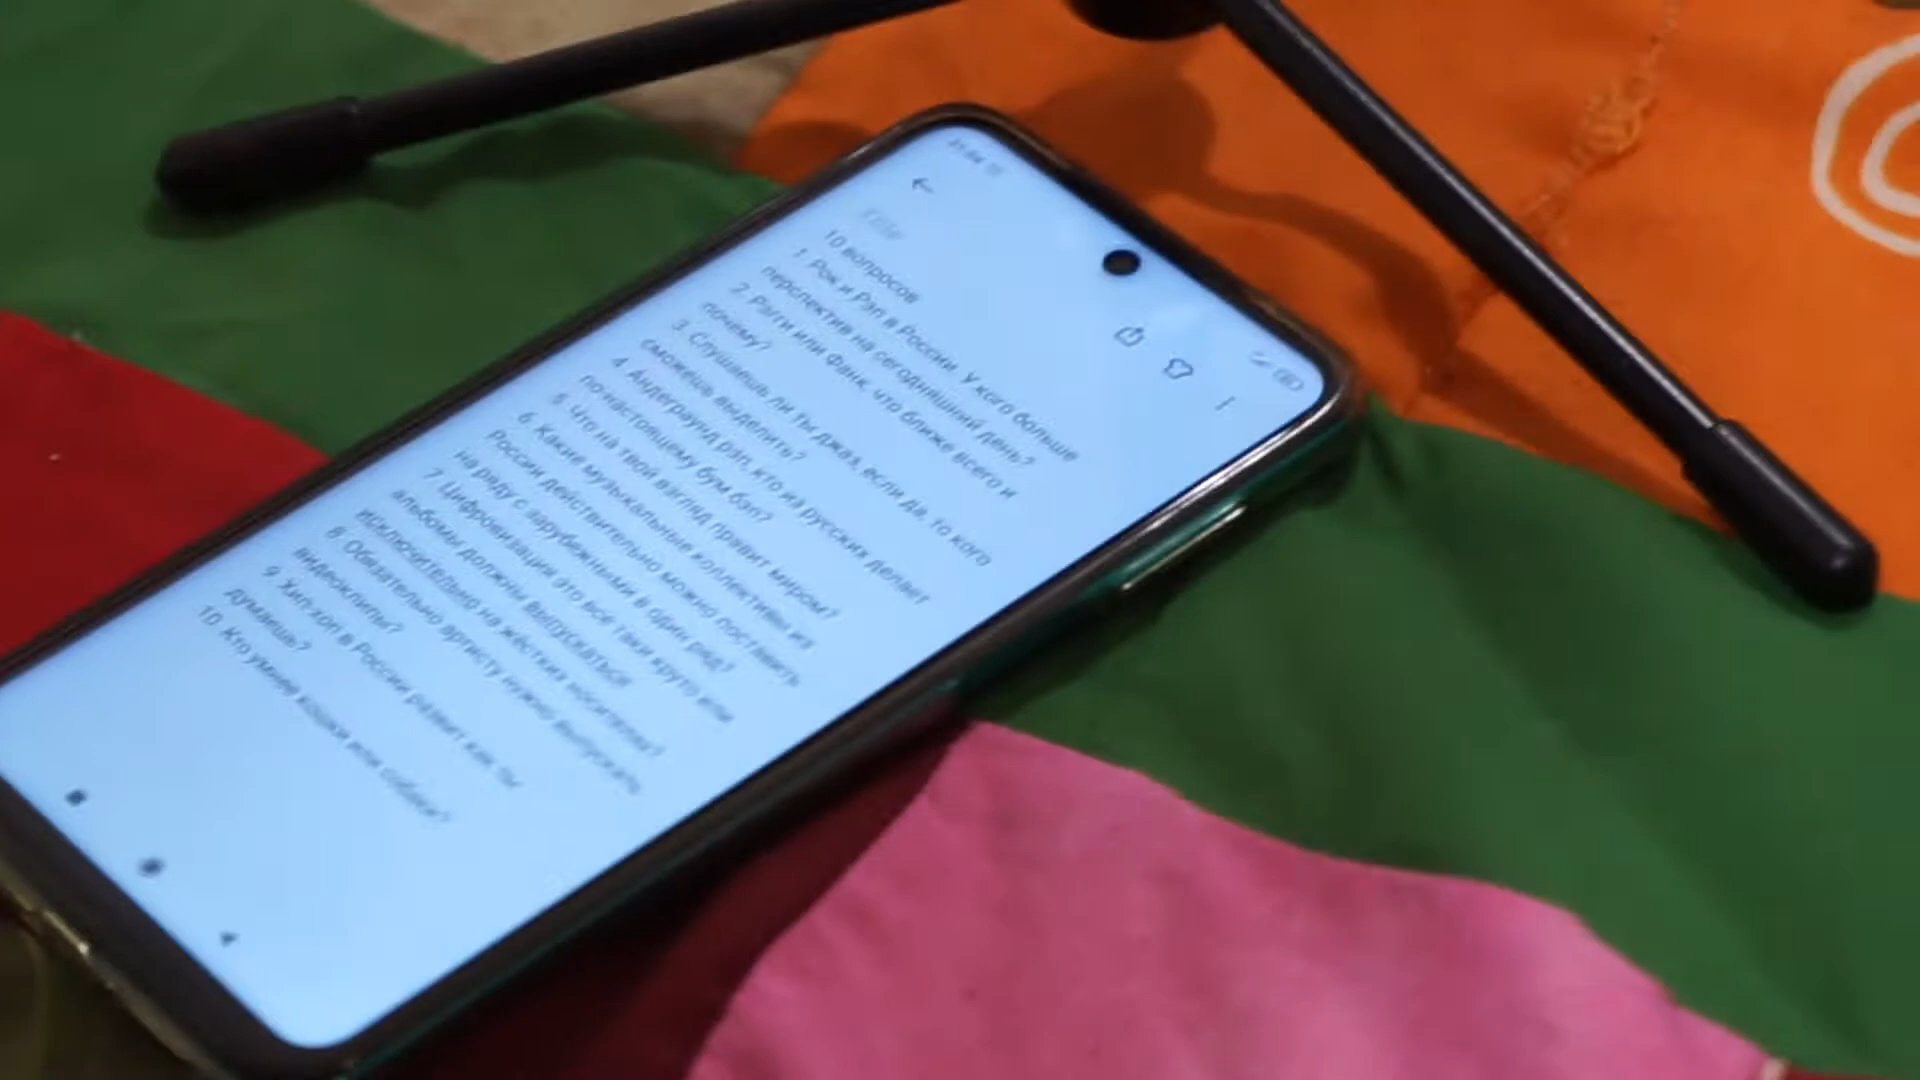 10 вопросов
1. Рок и Рэп в России. У кого больше
перспектив на сегодняшний день?
2. Рэгги или Фанк, что ближе всего и
почему?
3. Слушаешь ли ты джаз, если да, то кого
сможешь выделить?
4. Андеграунд рэп, кто из русских делает
по настоящему бум бэп?
5. Что на твой взгляд правит миром?
6. Какие музыкальные коллективы из
России действительно можно поставить
на ряду с зарубежными в один ряд?
7. Цифровизация это всё таки круто или
альбомы должны выпускаться
исключительно на жёстких носителях?
8. Обязательно артисту нужно выпускать
видеоклипы?
9. Хип-хоп в России развит как ты
думаешь?
10. Кто умнее кошки или собаки?